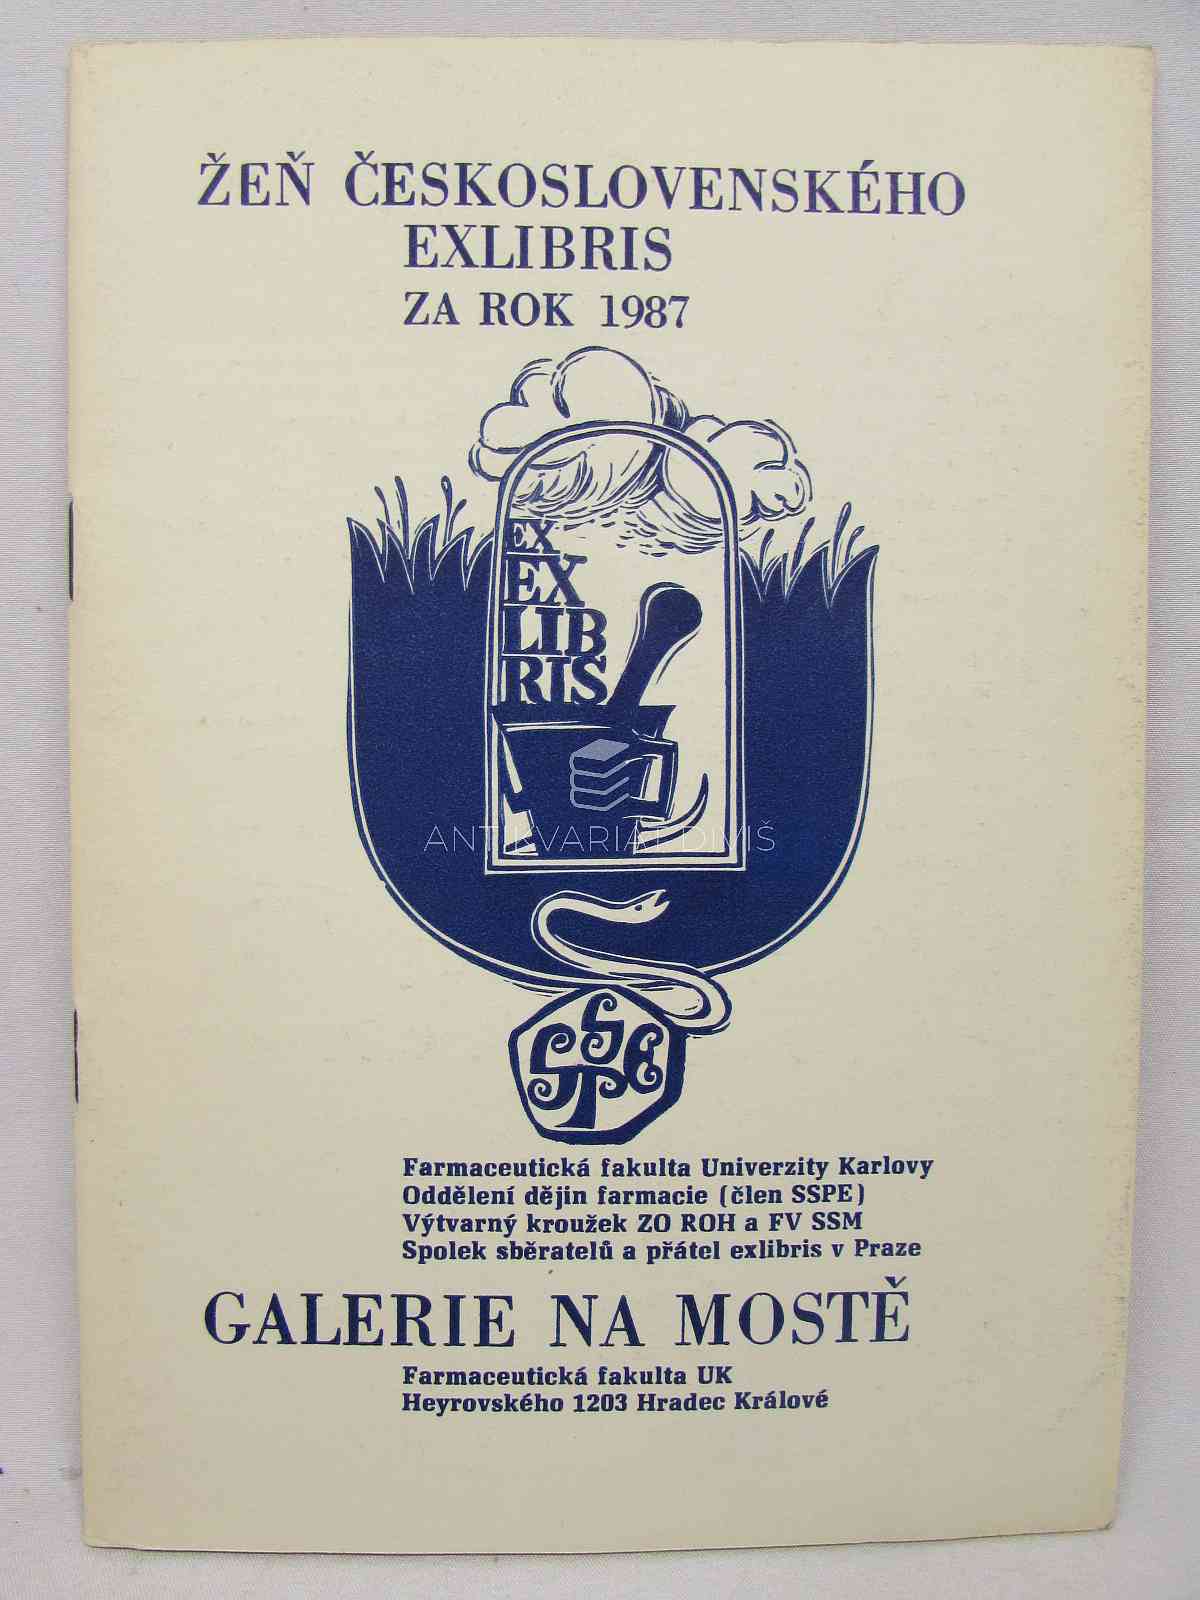 ŽEŇ ČESKOSLOVENSKÉHO
EXLIBRIS
ZA ROK 1987
EX
EX
LIB
RIS
ANTIKVARIÁT DIVIŠ
SSPE
Farmaceutická fakulta Univerzity Karlovy
Oddělení dějin farmacie (člen SSPE)
Výtvarný kroužek ZO ROH a FV SSM
Spolek sběratelů a přátel exlibris v Praze
GALERIE NA MOSTĚ
Farmaceutická fakulta UK
Heyrovského 1203 Hradec Králové